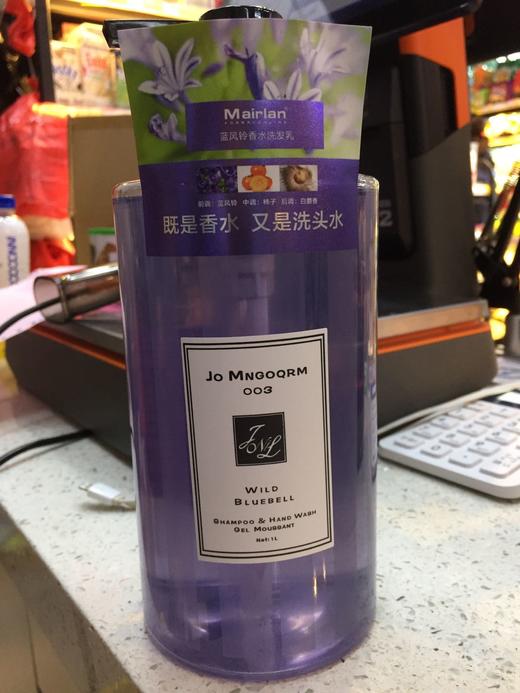 Mairlan
蓝风铃香水洗发乳
前调：蓝风铃 中调：柿子 后调：白麝香
既是香水 又是洗头水
Jo Mngoqrm
003
JoNL
Wild
Bluebell
Shampoo & Hand Wash
Gel Moussant
Net: 1L